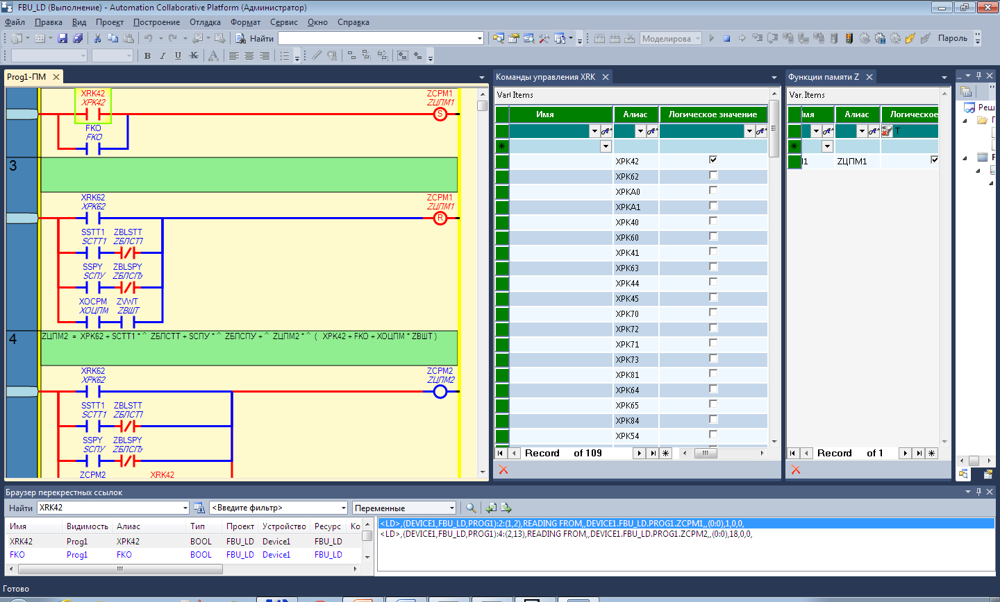 FBU_LD (Выполнение) - Automation Collaborative Platform (Администратор)
Файл Правка Вид Проект Построение Отладка Формат Сервис Окно Справка
Найти
Моделирова
Пароль
B I U K A
Prog1-ПМ
XRK42
ХРК42
ZCPM1
ZЦПМ1
S
FKO
FKO
3
XRK62
ХРК62
ZCPM1
ZЦПМ1
R
SSTT1 ZBLSTT
SСТТ1 ZБЛСТТ
SSPY ZBLSPY
SСПУ ZБЛСПУ
XOCPM ZVWT
ХОЦПМ ZВШТ
4
ZЦПМ2 = ХРК62 + SCTT1 * ^ ZБЛСТТ + SСПУ * ^ ZБЛСПУ + ^ ZЦПМ2 * ^ ( ХРК42 + FKO + ХОЦПМ * ZВШТ )
XRK62
ХРК62
ZCPM2
ZЦПМ2
SSTT1 ZBLSTT
SСТТ1 ZБЛСТТ
SSPY ZBLSPY
SСПУ ZБЛСПУ
ZCPM2 XRK42
Команды управления XRK
VarI Items
Имя Алиас Логическое значение
ХРК42
ХРК62
ХРКА0
ХРКА1
ХРК40
ХРК60
ХРК41
ХРК63
ХРК44
ХРК45
ХРК70
ХРК72
ХРК71
ХРК73
ХРК81
ХРК64
ХРК65
ХРК84
ХРК54
Record of 109
Функции памяти Z
Var. Items
Имя Алиас Логическое
T
I1 ZЦПМ1
Record of 1
Реш
Браузер перекрестных ссылок
Найти XRK42 <Введите фильтр> Переменные
Имя Видимость Алиас Тип Проект Устройство Ресурс Ко
XRK42 Prog1 ХРК42 BOOL FBU_LD Device1 FBU_LD
FKO Prog1 FKO BOOL FBU_LD Device1 FBU_LD
<LD>,(DEVICE1,FBU_LD,PROG1):2:(1,2),READING FROM,,DEVICE1.FBU_LD.PROG1.ZCPM1,,(0:0),1,0,0,
<LD>,(DEVICE1,FBU_LD,PROG1):4:(2,13),READING FROM,,DEVICE1.FBU_LD.PROG1.ZCPM2,,(0:0),18,0,0,
Готово